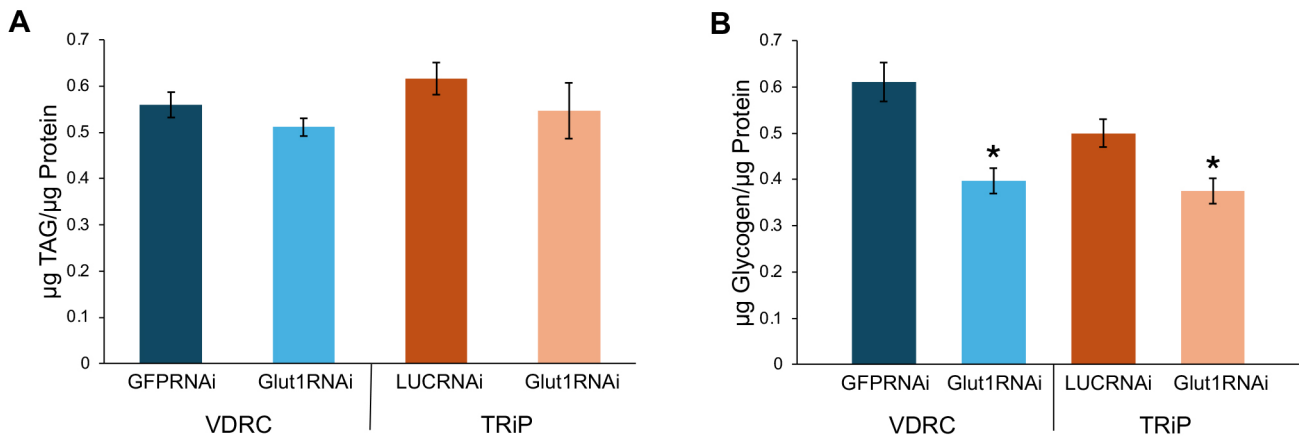 A
µg TAG/µg Protein
0.7
0.6
0.5
0.4
0.3
0.2
0.1
0
GFPRNAi Glut1RNAi LUCRNAi Glut1RNAi
VDRC TRiP
B
µg Glycogen/µg Protein
0.7
0.6
0.5
0.4
0.3
0.2
0.1
0
* *
GFPRNAi Glut1RNAi LUCRNAi Glut1RNAi
VDRC TRiP